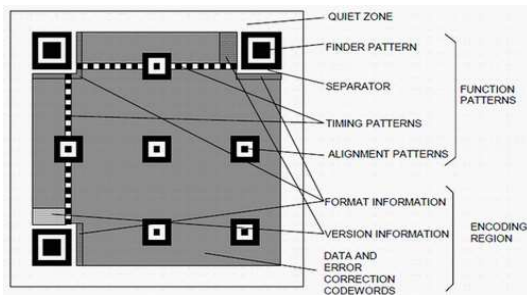 QUIET ZONE
FINDER PATTERN
SEPARATOR
FUNCTION
PATTERNS
TIMING PATTERNS
ALIGNMENT PATTERNS
FORMAT INFORMATION
VERSION INFORMATION
ENCODING
REGION
DATA AND
ERROR
CORRECTION
CODEWORDS